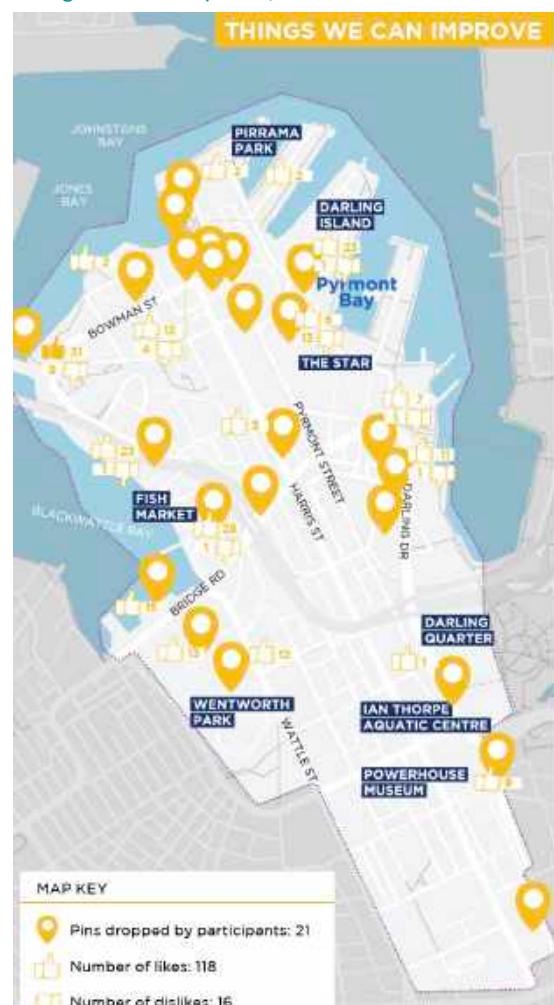 THINGS WE CAN IMPROVE
JOHNSTONS
BAY
PIRRAMA
PARK
JONES
BAY
DARLING
ISLAND
Pyrmont
Bay
BOWMAN ST
THE STAR
PYRMONT STREET
HARRIS ST
FISH
MARKET
BLACKWATTLE BAY
DARLING DR
BRIDGE RD
DARLING
QUARTER
WENTWORTH
PARK
IAN THORPE
AQUATIC CENTRE
WATTLE ST
POWERHOUSE
MUSEUM
MAP KEY
Pins dropped by participants: 21
Number of likes: 118
Number of dislikes: 16